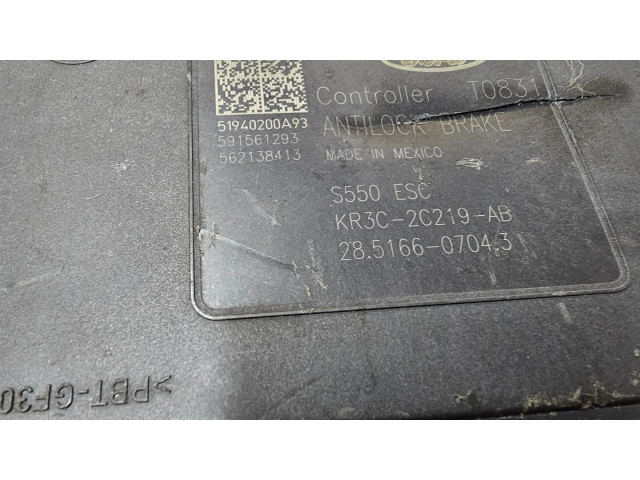 Controller T0831
51940200A93
ANTILOCK BRAKE
591561293
562138413
MADE IN MEXICO
S550 ESC
KR3C-2C219-AB
28.5166-0704.3
>PBT-GF30